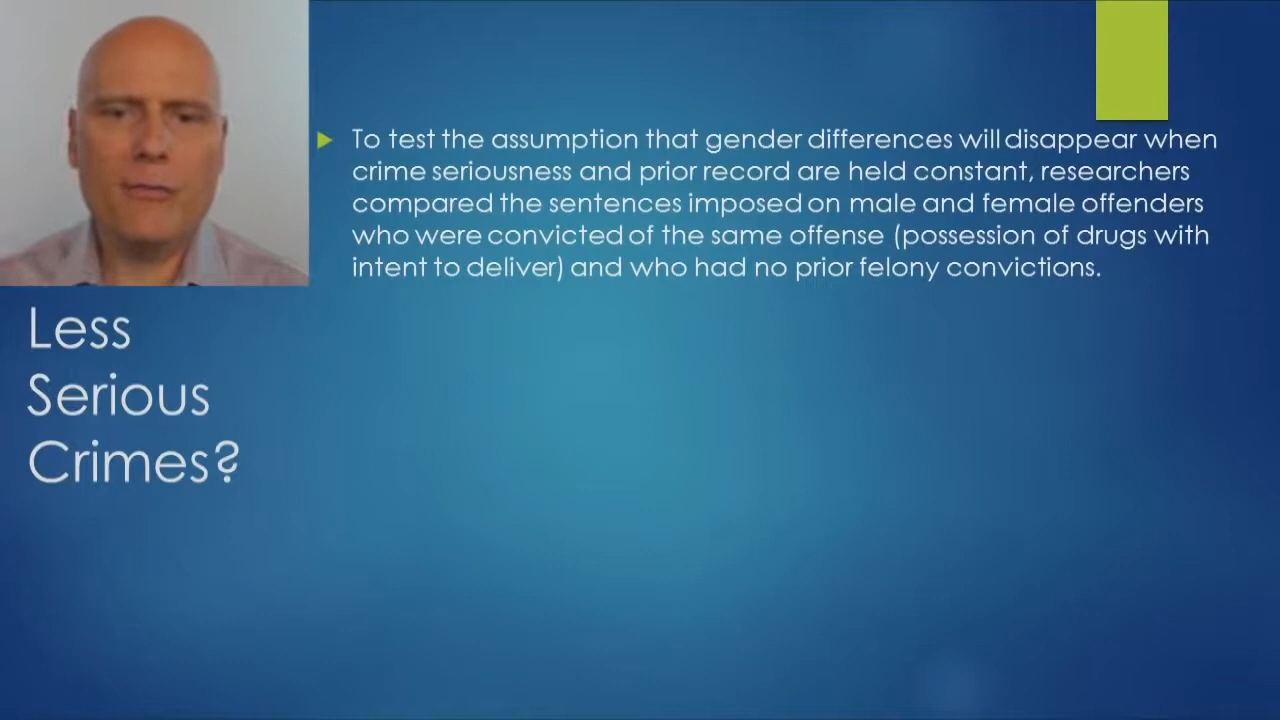 To test the assumption that gender differences will disappear when
crime seriousness and prior record are held constant, researchers
compared the sentences imposed on male and female offenders
who were convicted of the same offense (possession of drugs with
intent to deliver) and who had no prior felony convictions.
Less
Serious
Crimes?